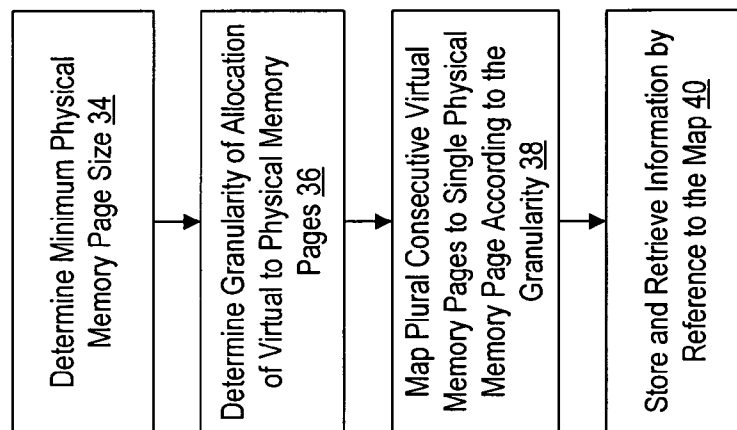 Determine Minimum Physical
Memory Page Size 34
Determine Granularity of Allocation
of Virtual to Physical Memory
Pages 36
Map Plural Consecutive Virtual
Memory Pages to Single Physical
Memory Page According to the
Granularity 38
Store and Retrieve Information by
Reference to the Map 40